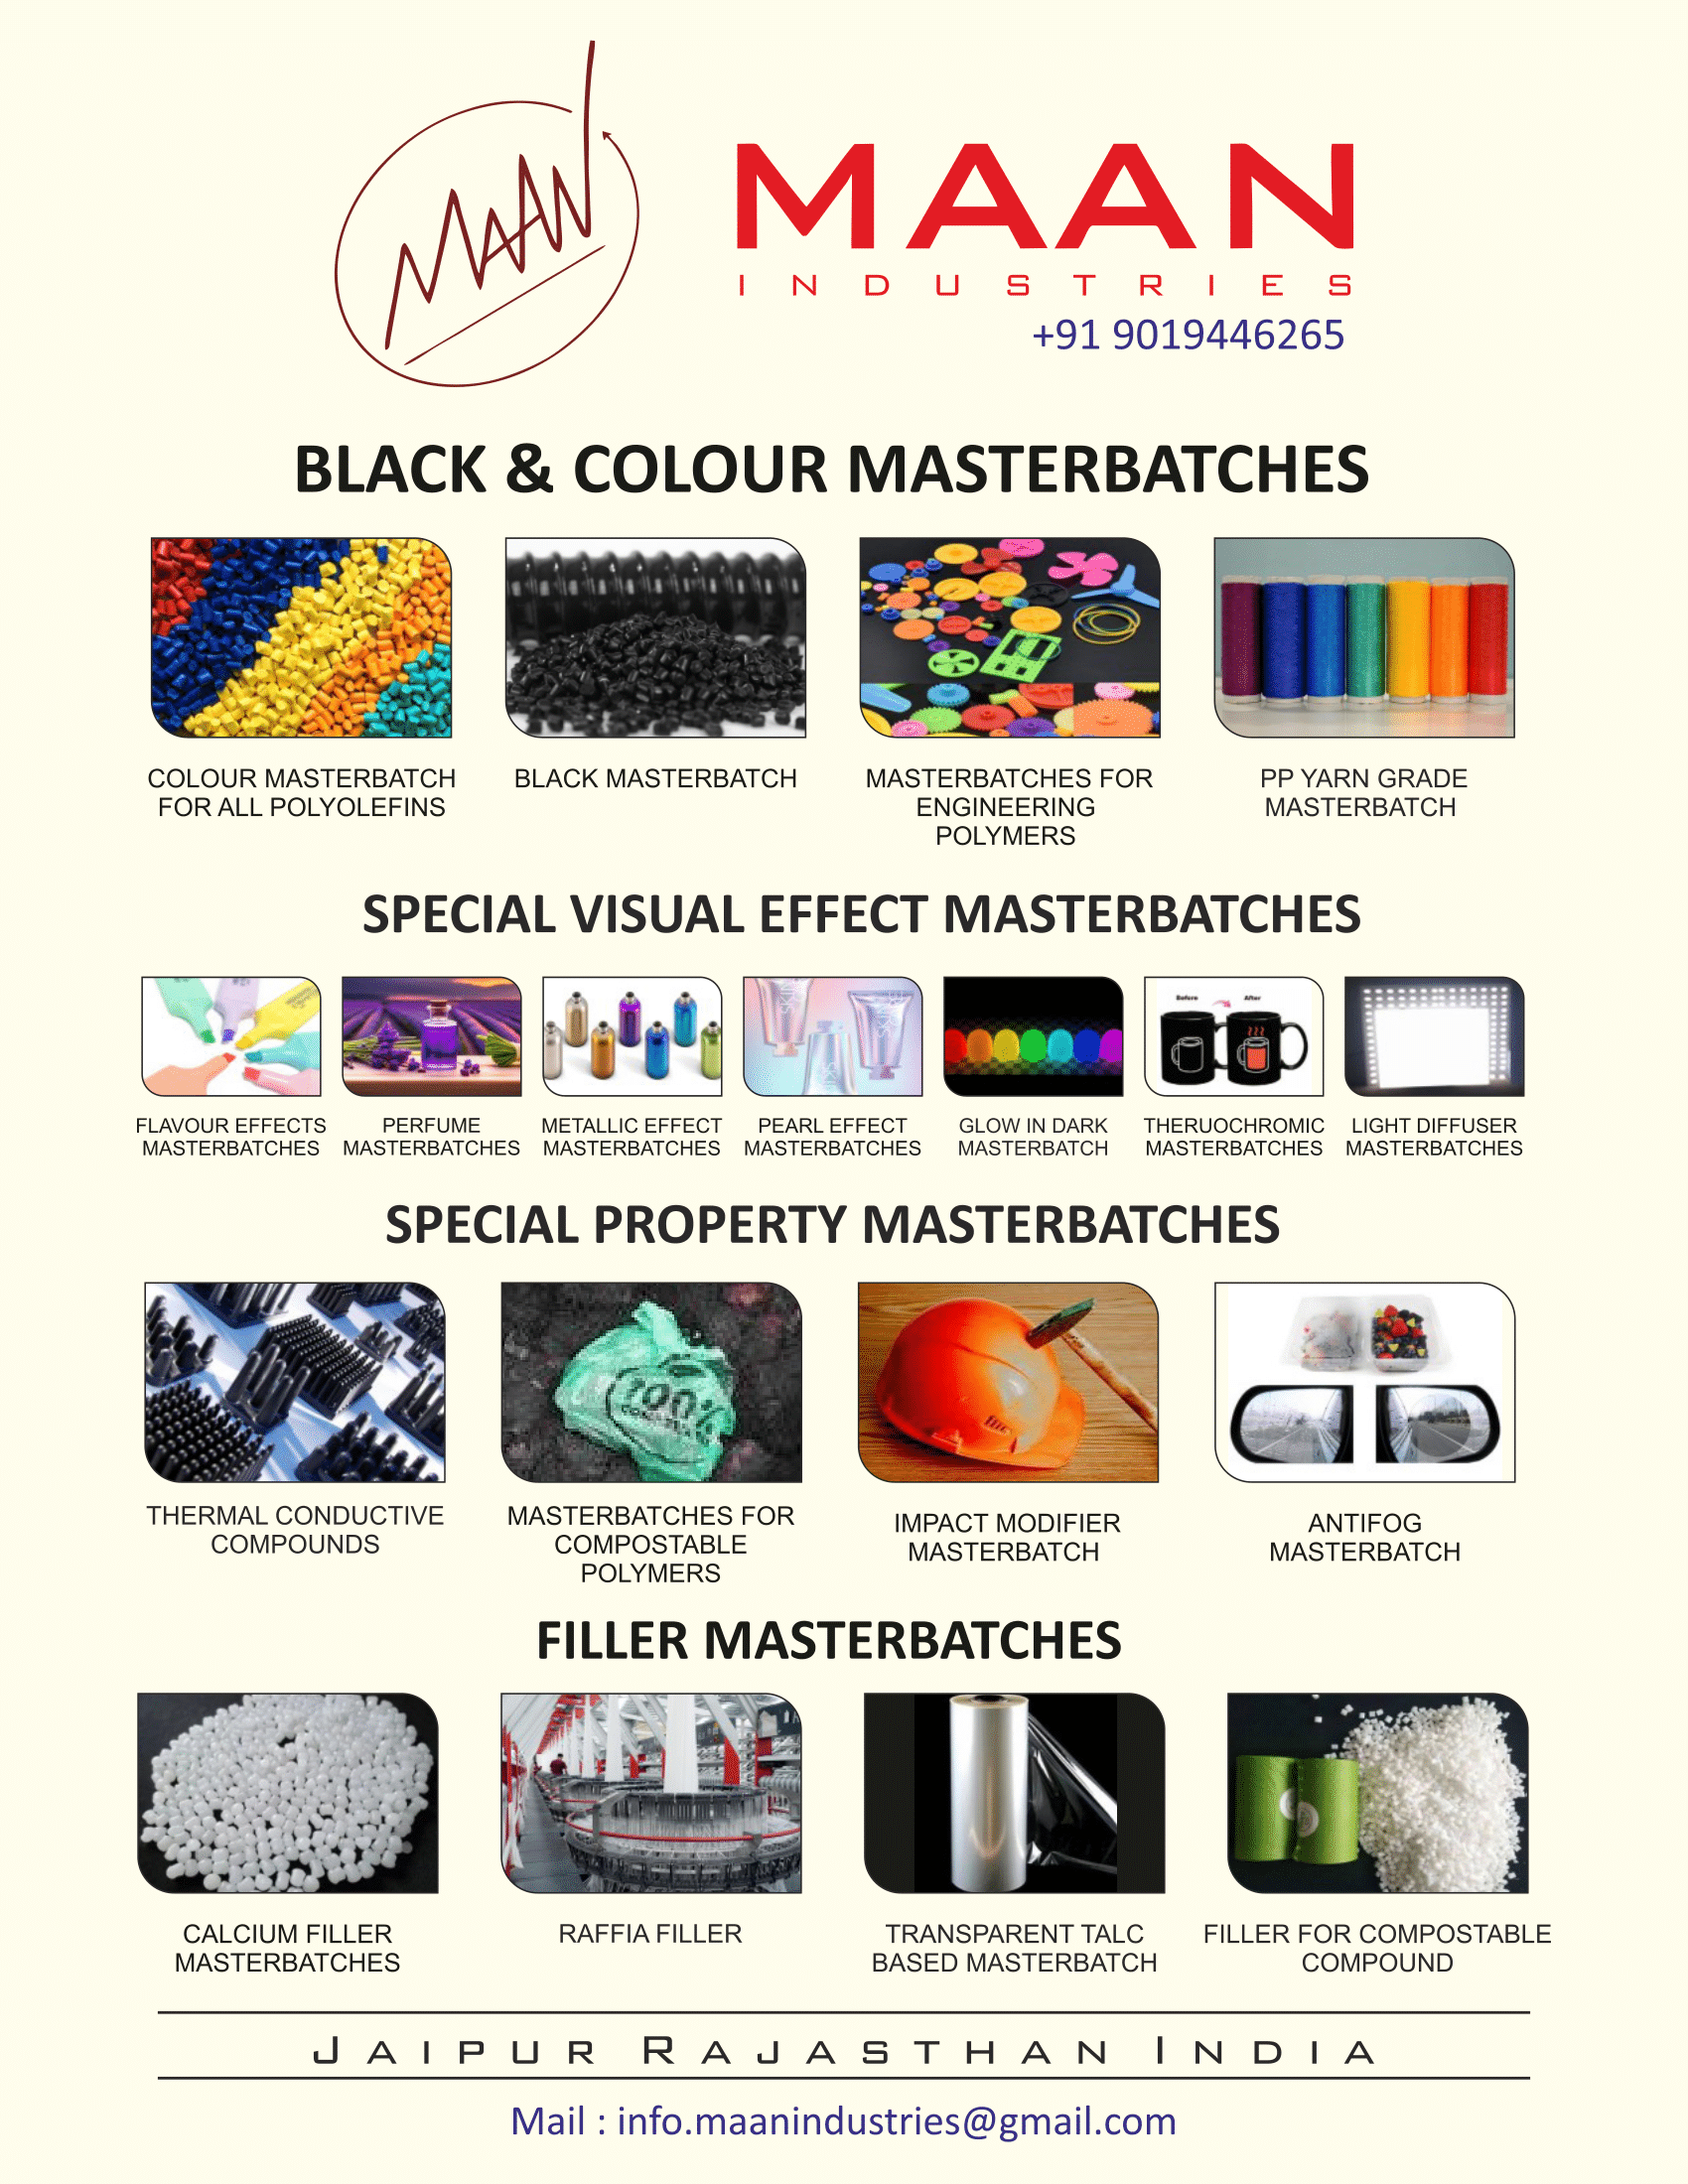 MAAN
MAAN
INDUSTRIES
+91 9019446265
BLACK & COLOUR MASTERBATCHES
COLOUR MASTERBATCH
FOR ALL POLYOLEFINS
BLACK MASTERBATCH
MASTERBATCHES FOR
ENGINEERING
POLYMERS
PP YARN GRADE
MASTERBATCH
SPECIAL VISUAL EFFECT MASTERBATCHES
Before
After
FLAVOUR EFFECTS
MASTERBATCHES
PERFUME
MASTERBATCHES
METALLIC EFFECT
MASTERBATCHES
PEARL EFFECT
MASTERBATCHES
GLOW IN DARK
MASTERBATCH
THERUOCHROMIC
MASTERBATCHES
LIGHT DIFFUSER
MASTERBATCHES
SPECIAL PROPERTY MASTERBATCHES
100%
THERMAL CONDUCTIVE
COMPOUNDS
MASTERBATCHES FOR
COMPOSTABLE
POLYMERS
IMPACT MODIFIER
MASTERBATCH
ANTIFOG
MASTERBATCH
FILLER MASTERBATCHES
CALCIUM FILLER
MASTERBATCHES
RAFFIA FILLER
TRANSPARENT TALC
BASED MASTERBATCH
FILLER FOR COMPOSTABLE
COMPOUND
JAIPUR RAJASTHAN INDIA
Mail : info.maanindustries@gmail.com